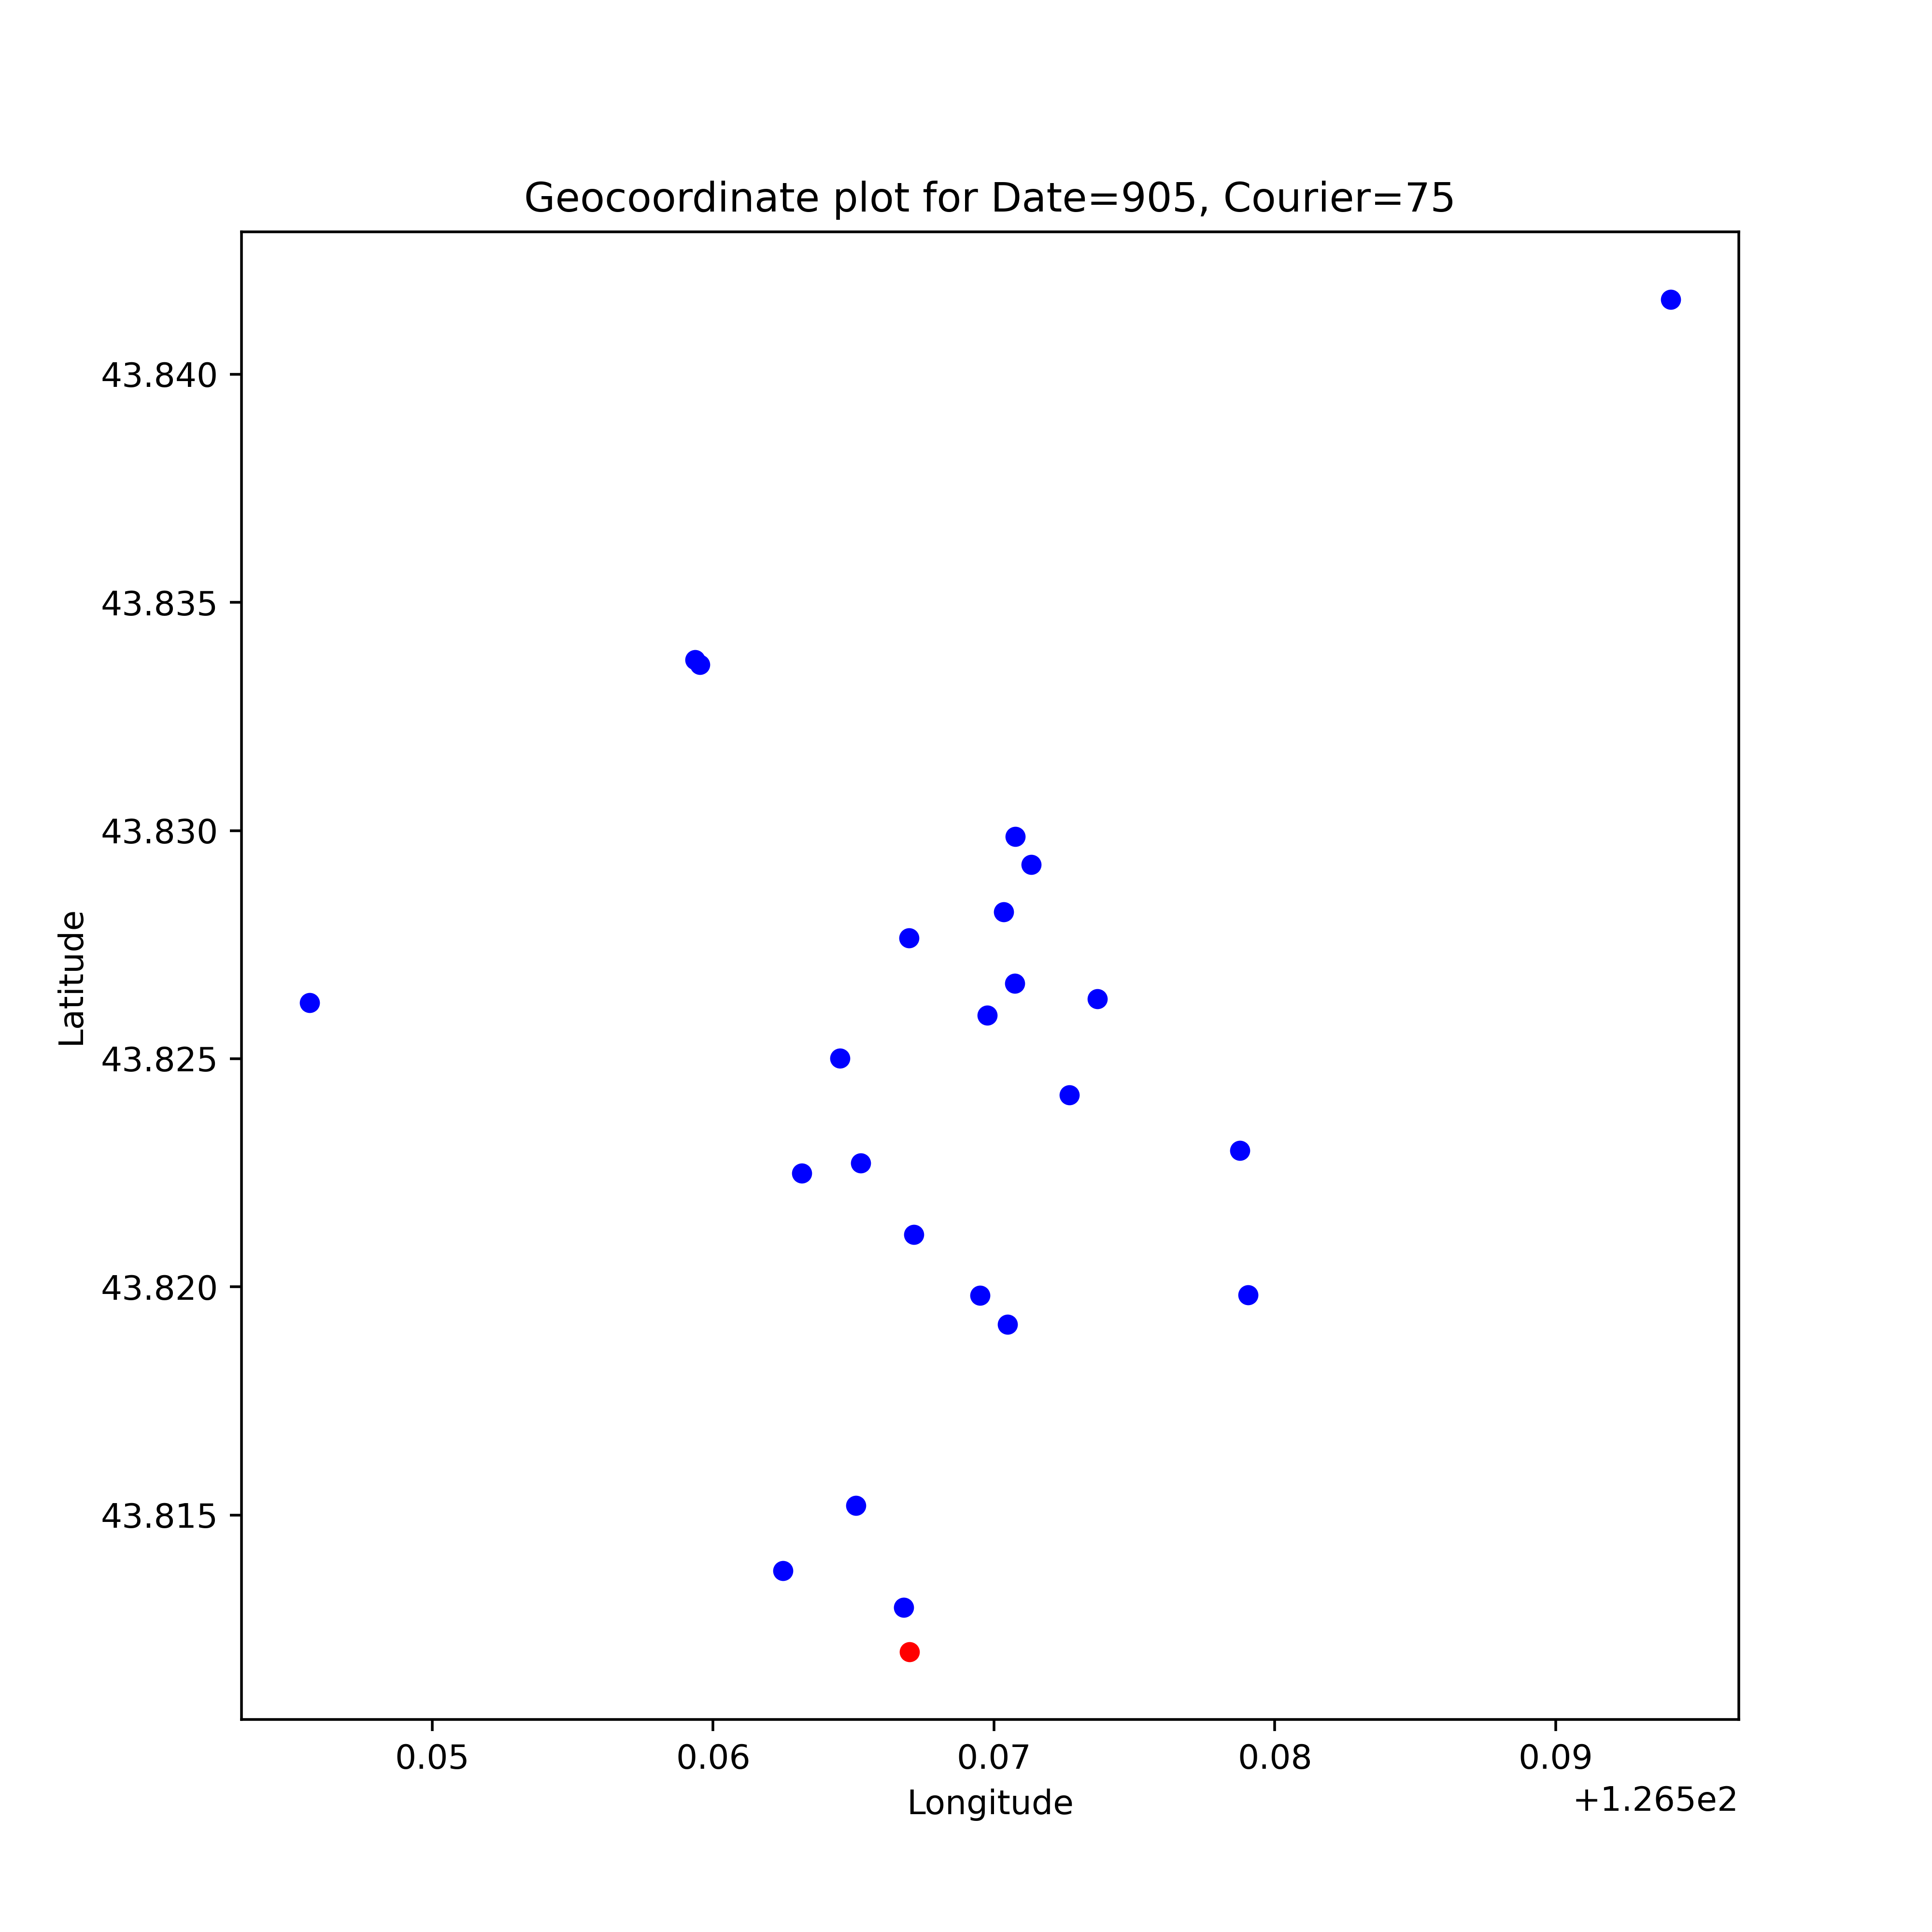 Geocoordinate plot for Date=905, Courier=75
43.840
43.835
43.830
43.825
43.820
43.815
Latitude
0.05 0.06 0.07 0.08 0.09
+1.265e2
Longitude